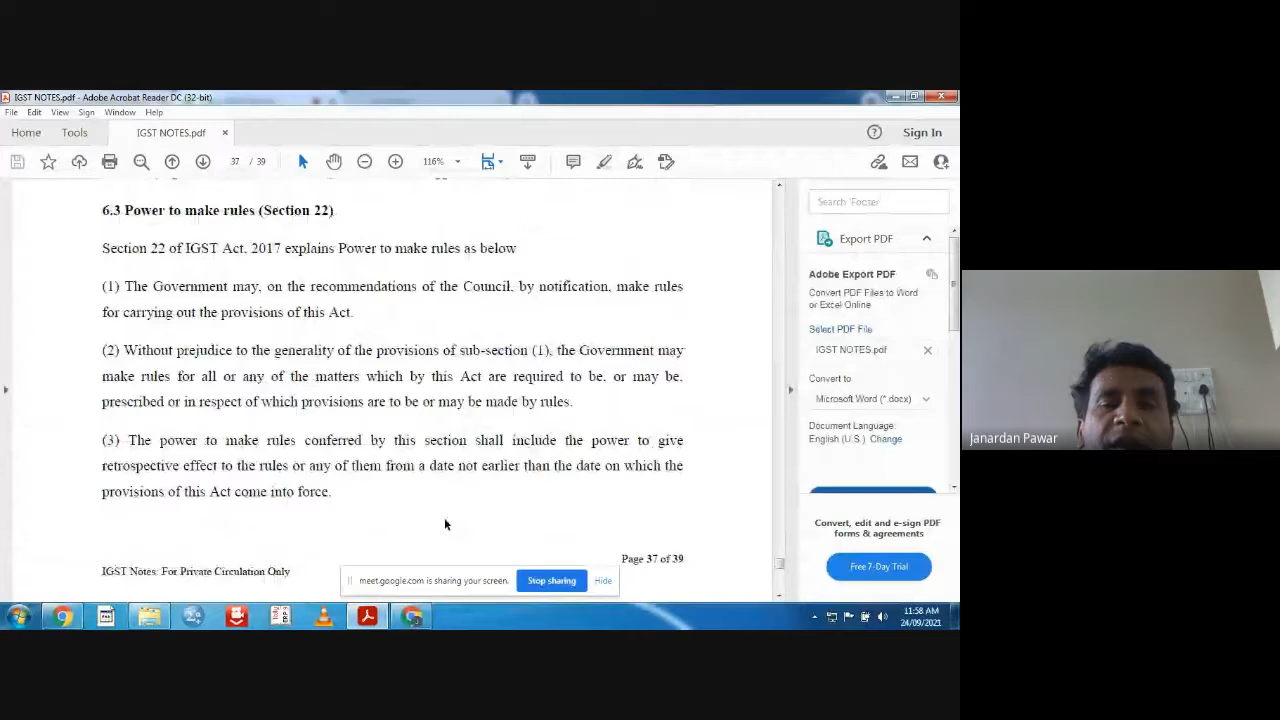 IGST NOTES.pdf - Adobe Acrobat Reader DC (32-bit)
File Edit View Sign Window Help
Home Tools IGST NOTES.pdf × Sign In
37 / 39 116%
6.3 Power to make rules (Section 22)
Section 22 of IGST Act, 2017 explains Power to make rules as below
(1) The Government may, on the recommendations of the Council, by notification, make rules
for carrying out the provisions of this Act.
(2) Without prejudice to the generality of the provisions of sub-section (1), the Government may
make rules for all or any of the matters which by this Act are required to be, or may be,
prescribed or in respect of which provisions are to be or may be made by rules.
(3) The power to make rules conferred by this section shall include the power to give
retrospective effect to the rules or any of them from a date not earlier than the date on which the
provisions of this Act come into force.
Page 37 of 39
IGST Notes: For Private Circulation Only
meet.google.com is sharing your screen. Stop sharing Hide
Search 'Footer
Export PDF
Adobe Export PDF
Convert PDF Files to Word
or Excel Online
Select PDF File
IGST NOTES.pdf
Convert to
Microsoft Word (*.docx)
Document Language:
English (U.S.) Change
Convert, edit and e-sign PDF
forms & agreements
Free 7-Day Trial
11:58 AM
24/09/2021
Janardan Pawar